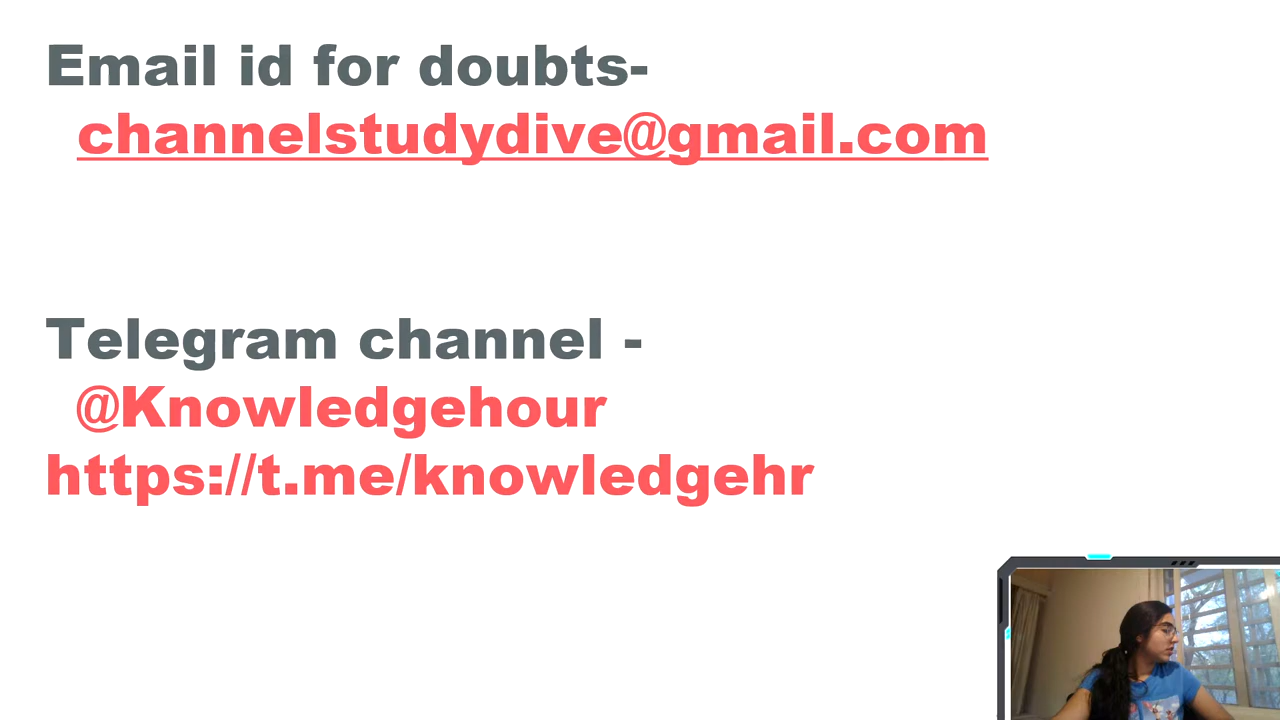 Email id for doubts-
channelstudydive@gmail.com
Telegram channel -
@Knowledgehour
https://t.me/knowledgehr